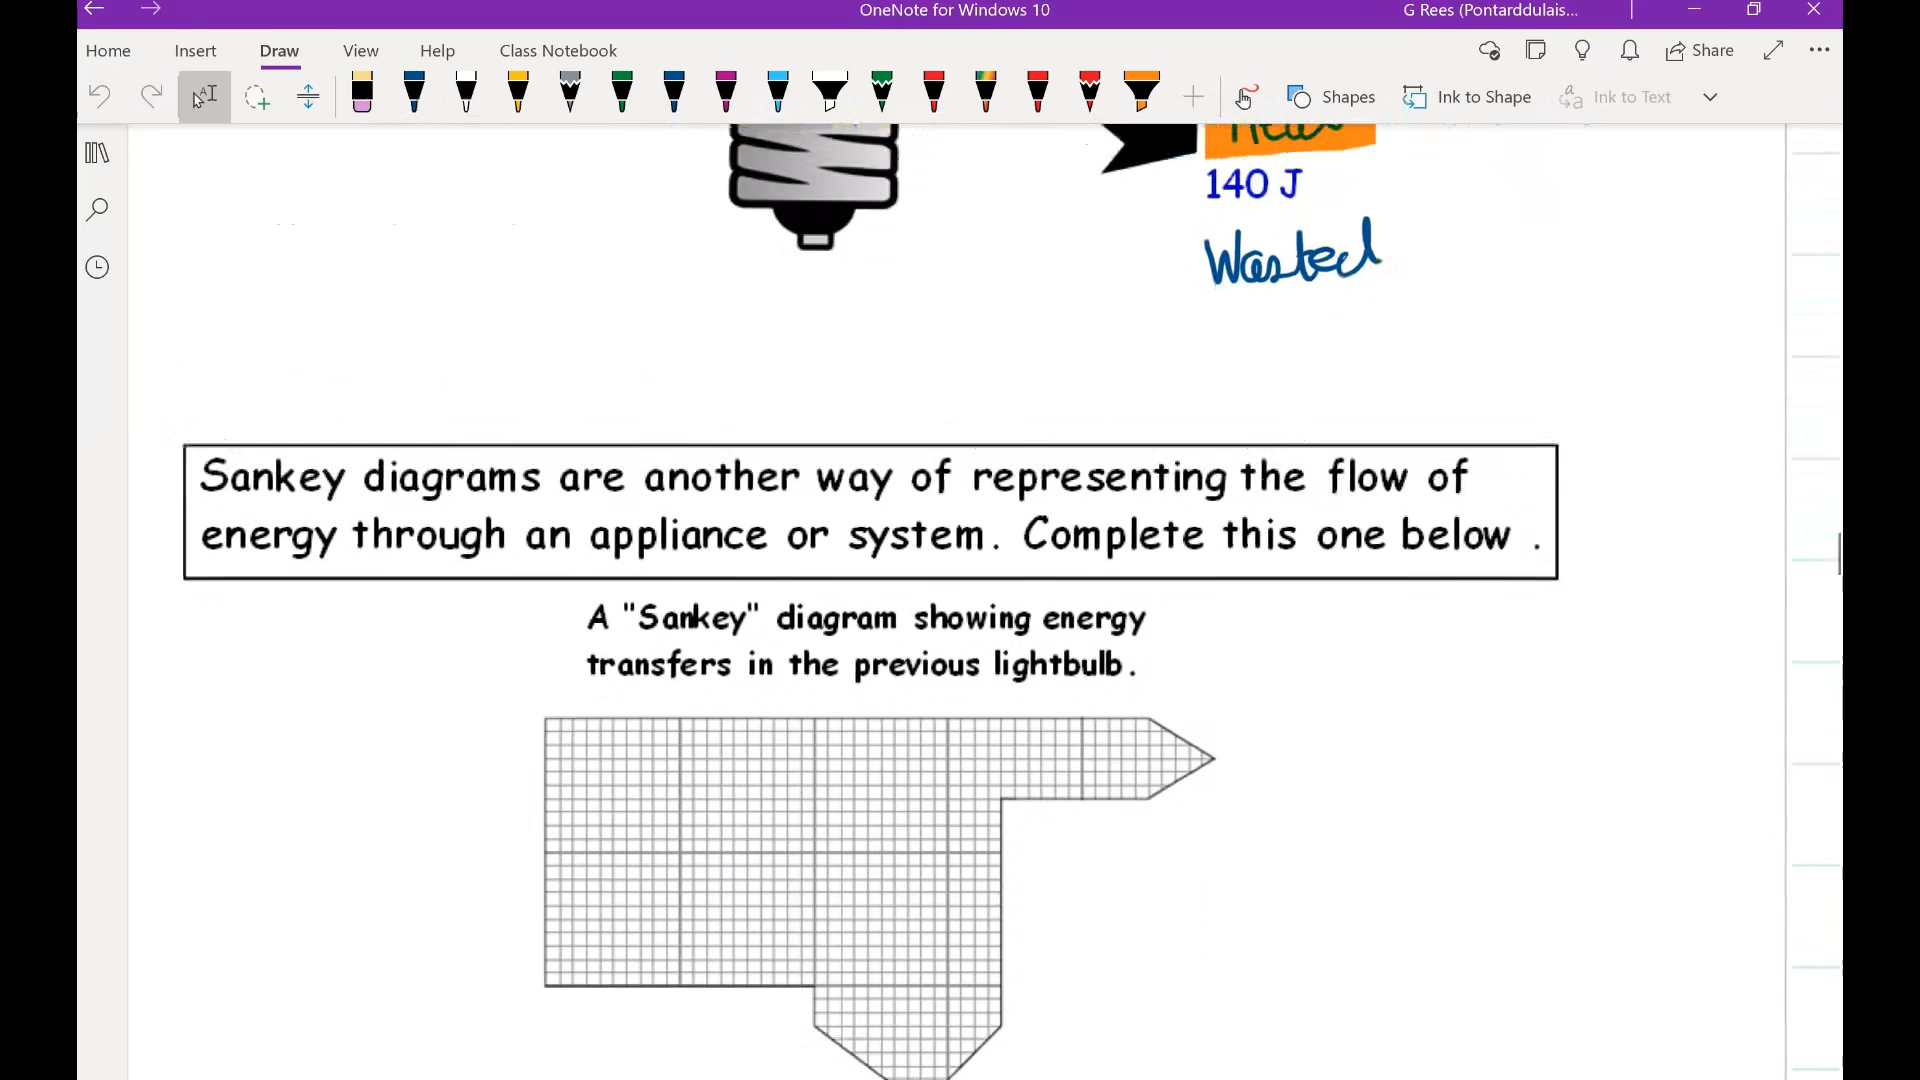 OneNote for Windows 10
G Rees (Pontarddulais...
Home Insert Draw View Help Class Notebook
Share
Shapes Ink to Shape Ink to Text
140 J
Wasted
Sankey diagrams are another way of representing the flow of
energy through an appliance or system. Complete this one below .
A "Sankey" diagram showing energy
transfers in the previous lightbulb.